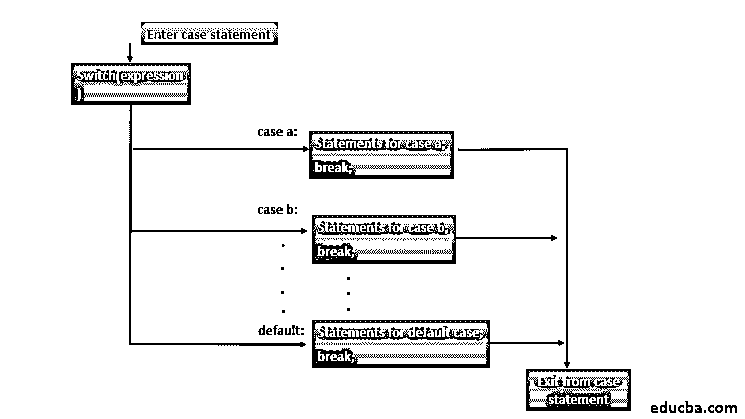 Enter case statement
Switch(expression
)
case a:
Statements for case a;
break;
case b:
Statements for case b;
break;
default:
Statements for default case;
break;
Exit from case
statement
educba.com